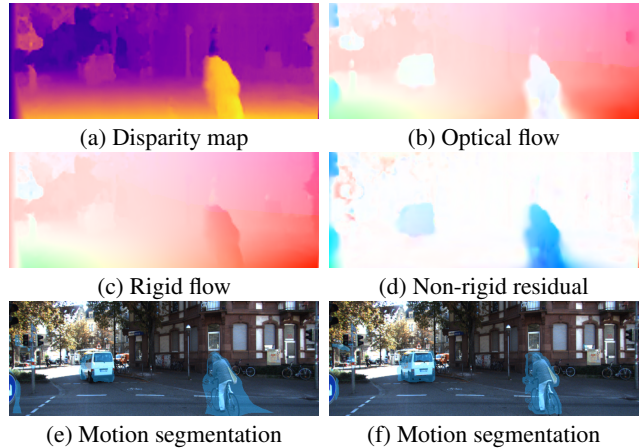 (a) Disparity map
(b) Optical flow
(c) Rigid flow
(d) Non-rigid residual
(e) Motion segmentation
(f) Motion segmentation